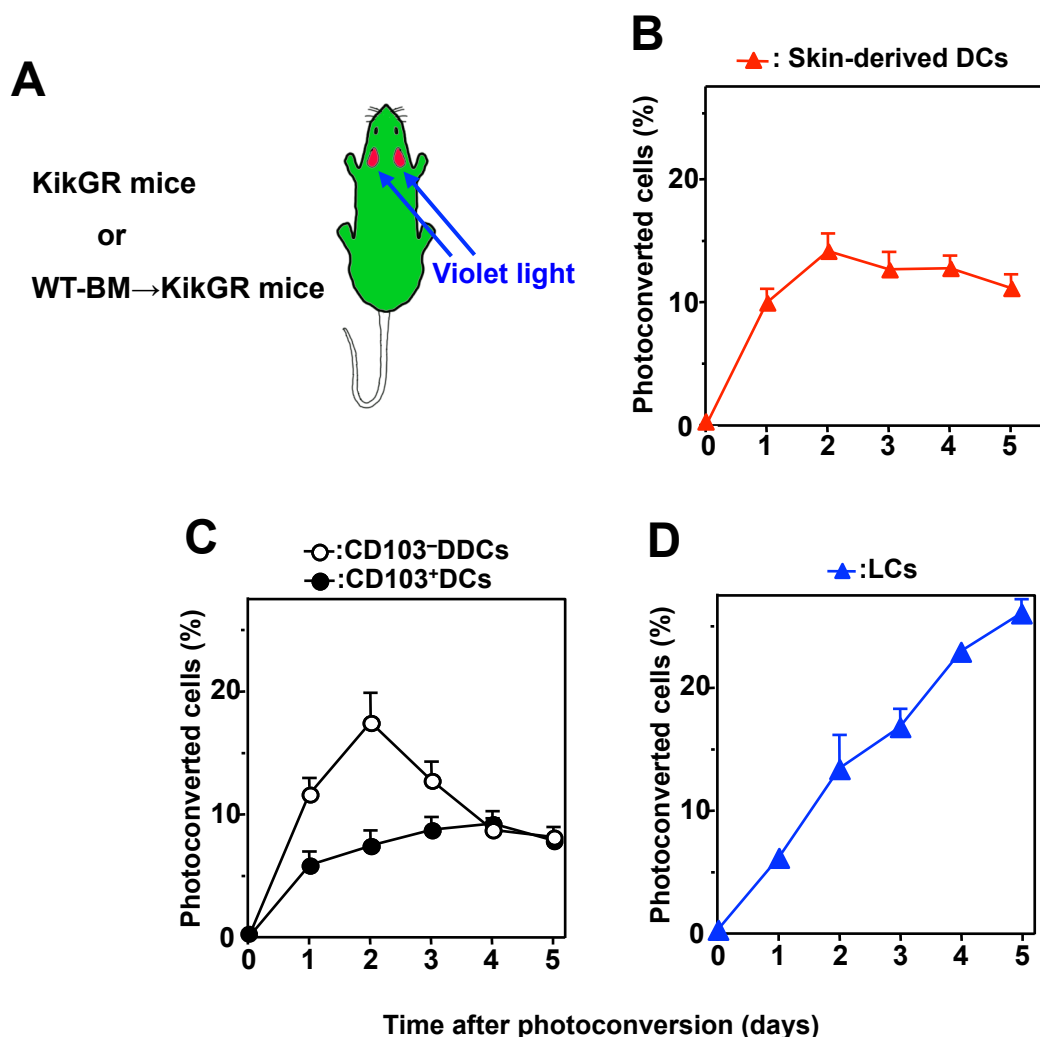 A
KikGR mice
or
WT-BM→KikGR mice
Violet light
B
: Skin-derived DCs
Photoconverted cells (%)
20
10
0
0 1 2 3 4 5
C
:CD103⁻DDCs
:CD103⁺DCs
Photoconverted cells (%)
20
10
0
0 1 2 3 4 5
D
:LCs
Photoconverted cells (%)
20
10
0
0 1 2 3 4 5
Time after photoconversion (days)